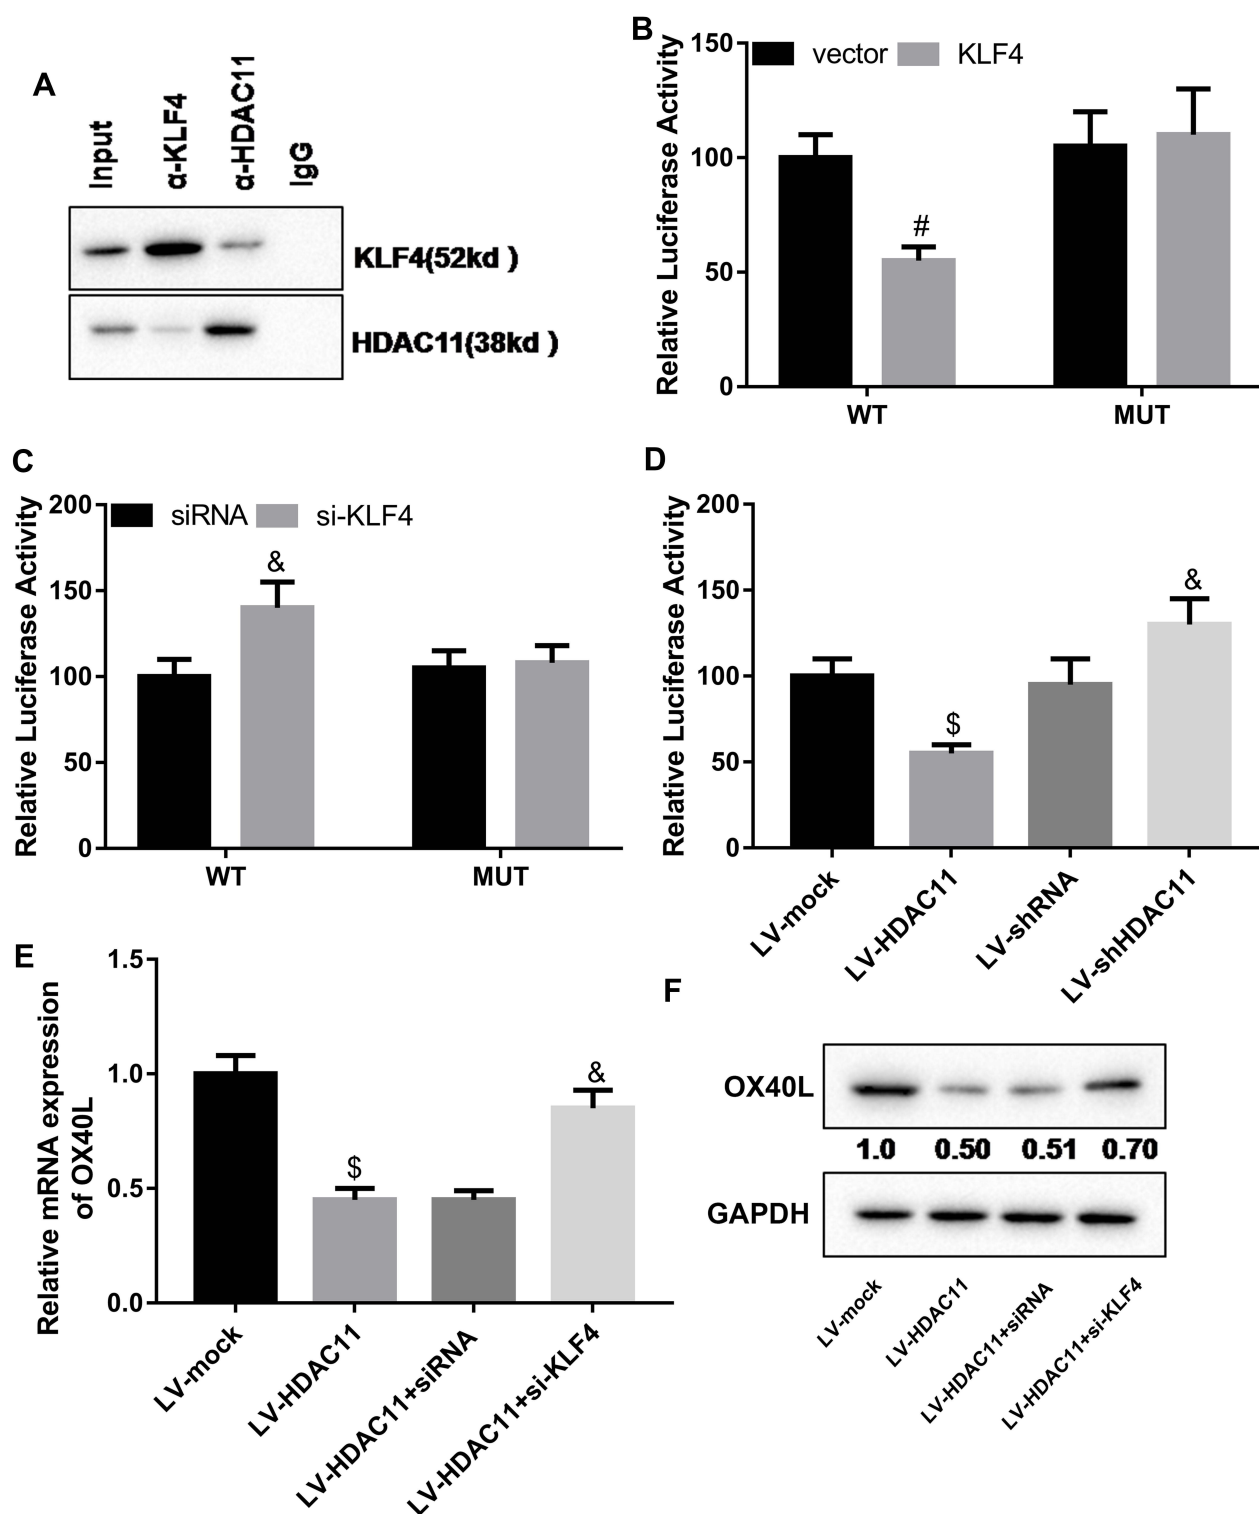 A
Input
α-KLF4
α-HDAC11
IgG
KLF4(52kd )
HDAC11(38kd )
B
Relative Luciferase Activity
150
100
50
0
vector KLF4
#
WT MUT
C
Relative Luciferase Activity
200
150
100
50
0
siRNA si-KLF4
&
WT MUT
D
Relative Luciferase Activity
200
150
100
50
0
$
&
LV-mock
LV-HDAC11
LV-shRNA
LV-shHDAC11
E
Relative mRNA expression
of OX40L
1.5
1.0
0.5
0.0
$
&
LV-mock
LV-HDAC11
LV-HDAC11+siRNA
LV-HDAC11+si-KLF4
F
OX40L
1.0 0.50 0.51 0.70
GAPDH
LV-mock
LV-HDAC11
LV-HDAC11+siRNA
LV-HDAC11+si-KLF4